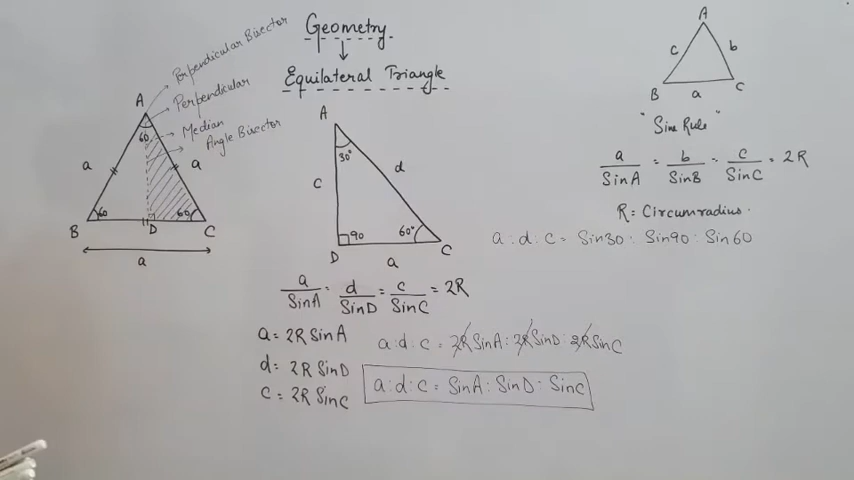 Geometry
Equilateral Triangle
Perpendicular Bisector
Perpendicular
Median
Angle Bisector
A
60
a
a
60
60
B
D
C
a
A
30°
c
d
90
60°
D
a
C
A
c
b
B
a
C
"Sine Rule"
a/SinA = b/SinB = c/SinC = 2R
R = Circumradius.
a : d : c = Sin30 : Sin90 : Sin60
a/SinA = d/SinD = c/SinC = 2R
a = 2R SinA
d = 2R SinD
c = 2R SinC
a : d : c = 2R SinA : 2R SinD : 2R SinC
a : d : c = SinA : SinD : SinC